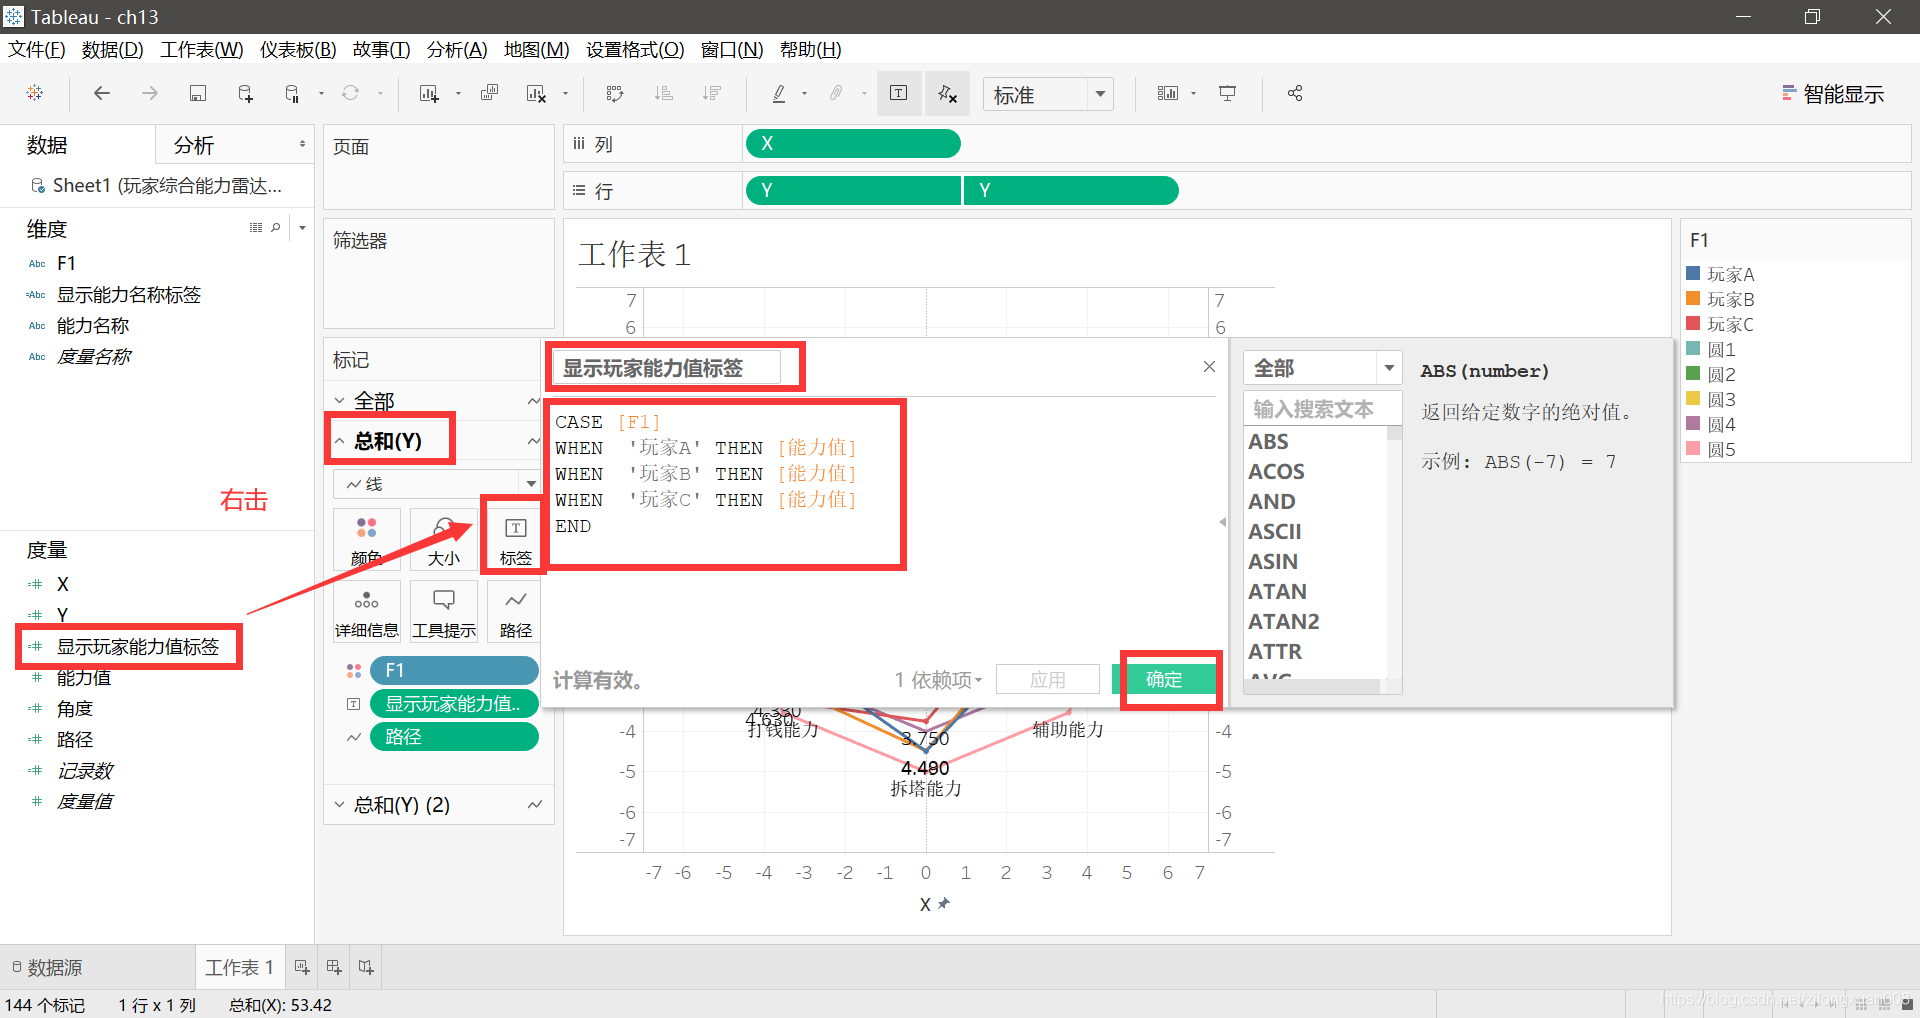 Tableau - ch13
文件(F) 数据(D) 工作表(W) 仪表板(B) 故事(T) 分析(A) 地图(M) 设置格式(O) 窗口(N) 帮助(H)
标准
智能显示
数据
分析
Sheet1 (玩家综合能力雷达...
维度
Abc F1
=Abc 显示能力名称标签
Abc 能力名称
Abc 度量名称
右击
度量
X
Y
显示玩家能力值标签
能力值
角度
路径
记录数
度量值
页面
筛选器
标记
全部
总和(Y)
线
颜色
大小
标签
详细信息
工具提示
路径
F1
显示玩家能力值..
路径
总和(Y) (2)
列
X
行
Y
Y
工作表 1
7
6
7
6
显示玩家能力值标签
CASE [F1]
WHEN '玩家A' THEN [能力值]
WHEN '玩家B' THEN [能力值]
WHEN '玩家C' THEN [能力值]
END
计算有效。
1 依赖项
应用
确定
全部
输入搜索文本
ABS
ACOS
AND
ASCII
ASIN
ATAN
ATAN2
ATTR
AVG
ABS(number)
返回给定数字的绝对值。
示例: ABS(-7) = 7
4.330
4.630
打钱能力
3.750
4.490
拆塔能力
辅助能力
-4
-5
-6
-7
-4
-5
-6
-7
-7 -6 -5 -4 -3 -2 -1 0 1 2 3 4 5 6 7
X
F1
玩家A
玩家B
玩家C
圆1
圆2
圆3
圆4
圆5
数据源
工作表 1
144 个标记
1 行 x 1 列
总和(X): 53.42